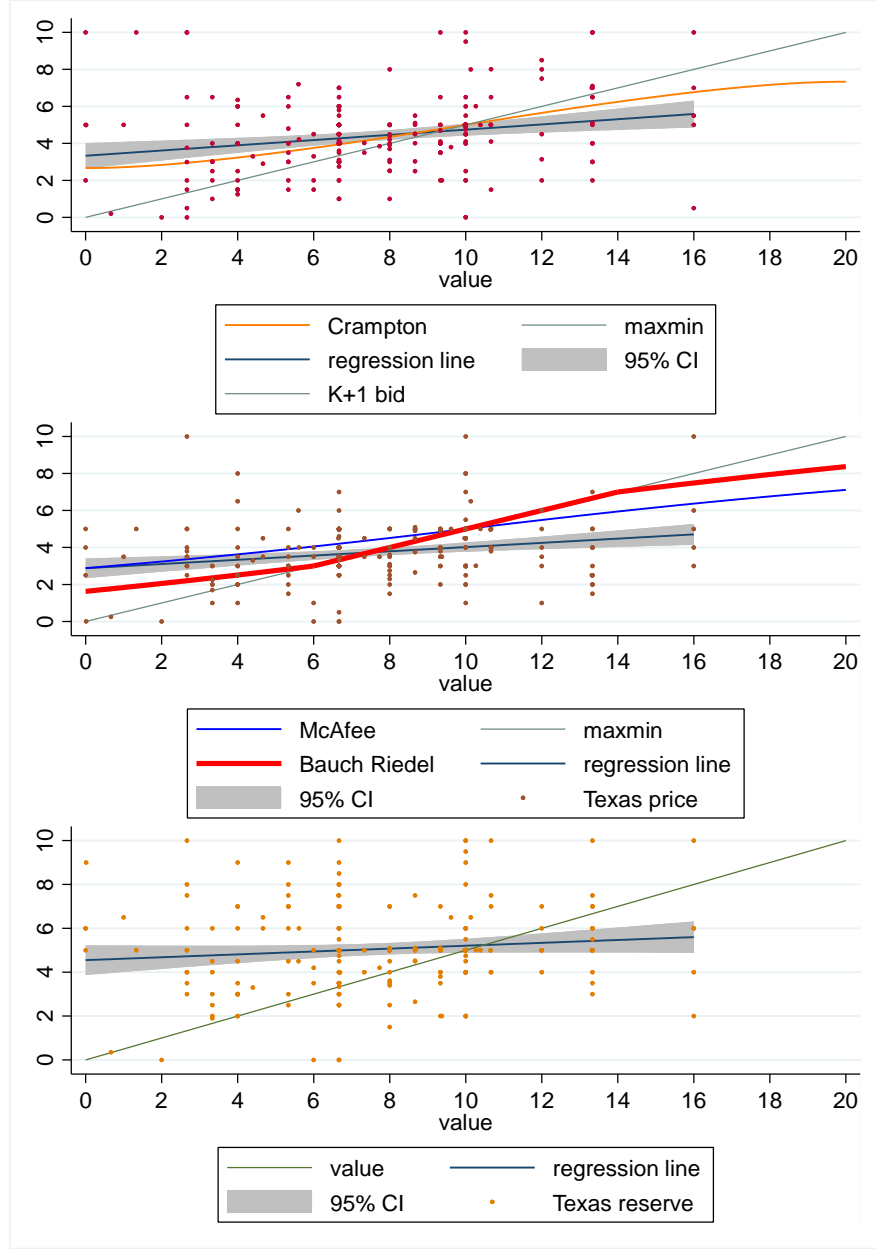 10
8
6
4
2
0
0 2 4 6 8 10 12 14 16 18 20
value
Crampton maxmin
regression line 95% CI
K+1 bid
10
8
6
4
2
0
0 2 4 6 8 10 12 14 16 18 20
value
McAfee maxmin
Bauch Riedel regression line
95% CI Texas price
10
8
6
4
2
0
0 2 4 6 8 10 12 14 16 18 20
value
value regression line
95% CI Texas reserve